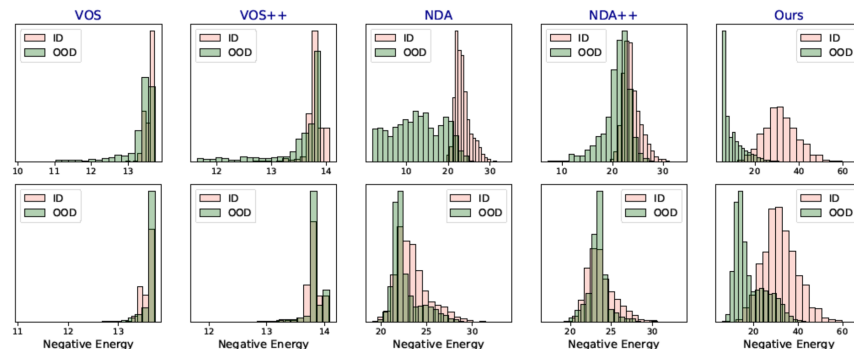 VOS VOS++ NDA NDA++ Ours
ID ID ID ID ID
OOD OOD OOD OOD OOD
10 11 12 13 12 13 14 10 20 30 10 20 30 20 40 60
ID ID ID ID ID
OOD OOD OOD OOD OOD
11 12 13 12 13 14 20 25 30 20 25 30 20 40 60
Negative Energy Negative Energy Negative Energy Negative Energy Negative Energy